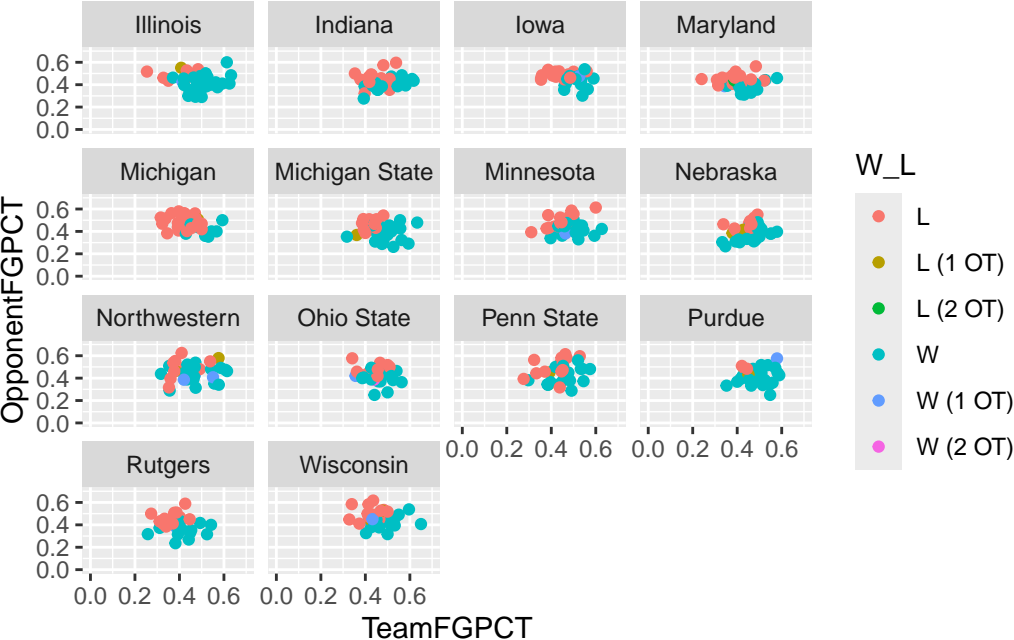 Illinois Indiana Iowa Maryland
0.6
0.4
0.2
0.0
Michigan Michigan State Minnesota Nebraska
0.6
0.4
0.2
0.0
Northwestern Ohio State Penn State Purdue
0.6
0.4
0.2
0.0
0.0 0.2 0.4 0.6 0.0 0.2 0.4 0.6
Rutgers Wisconsin
0.6
0.4
0.2
0.0
0.0 0.2 0.4 0.6 0.0 0.2 0.4 0.6
TeamFGPCT
OpponentFGPCT
W_L
L
L (1 OT)
L (2 OT)
W
W (1 OT)
W (2 OT)